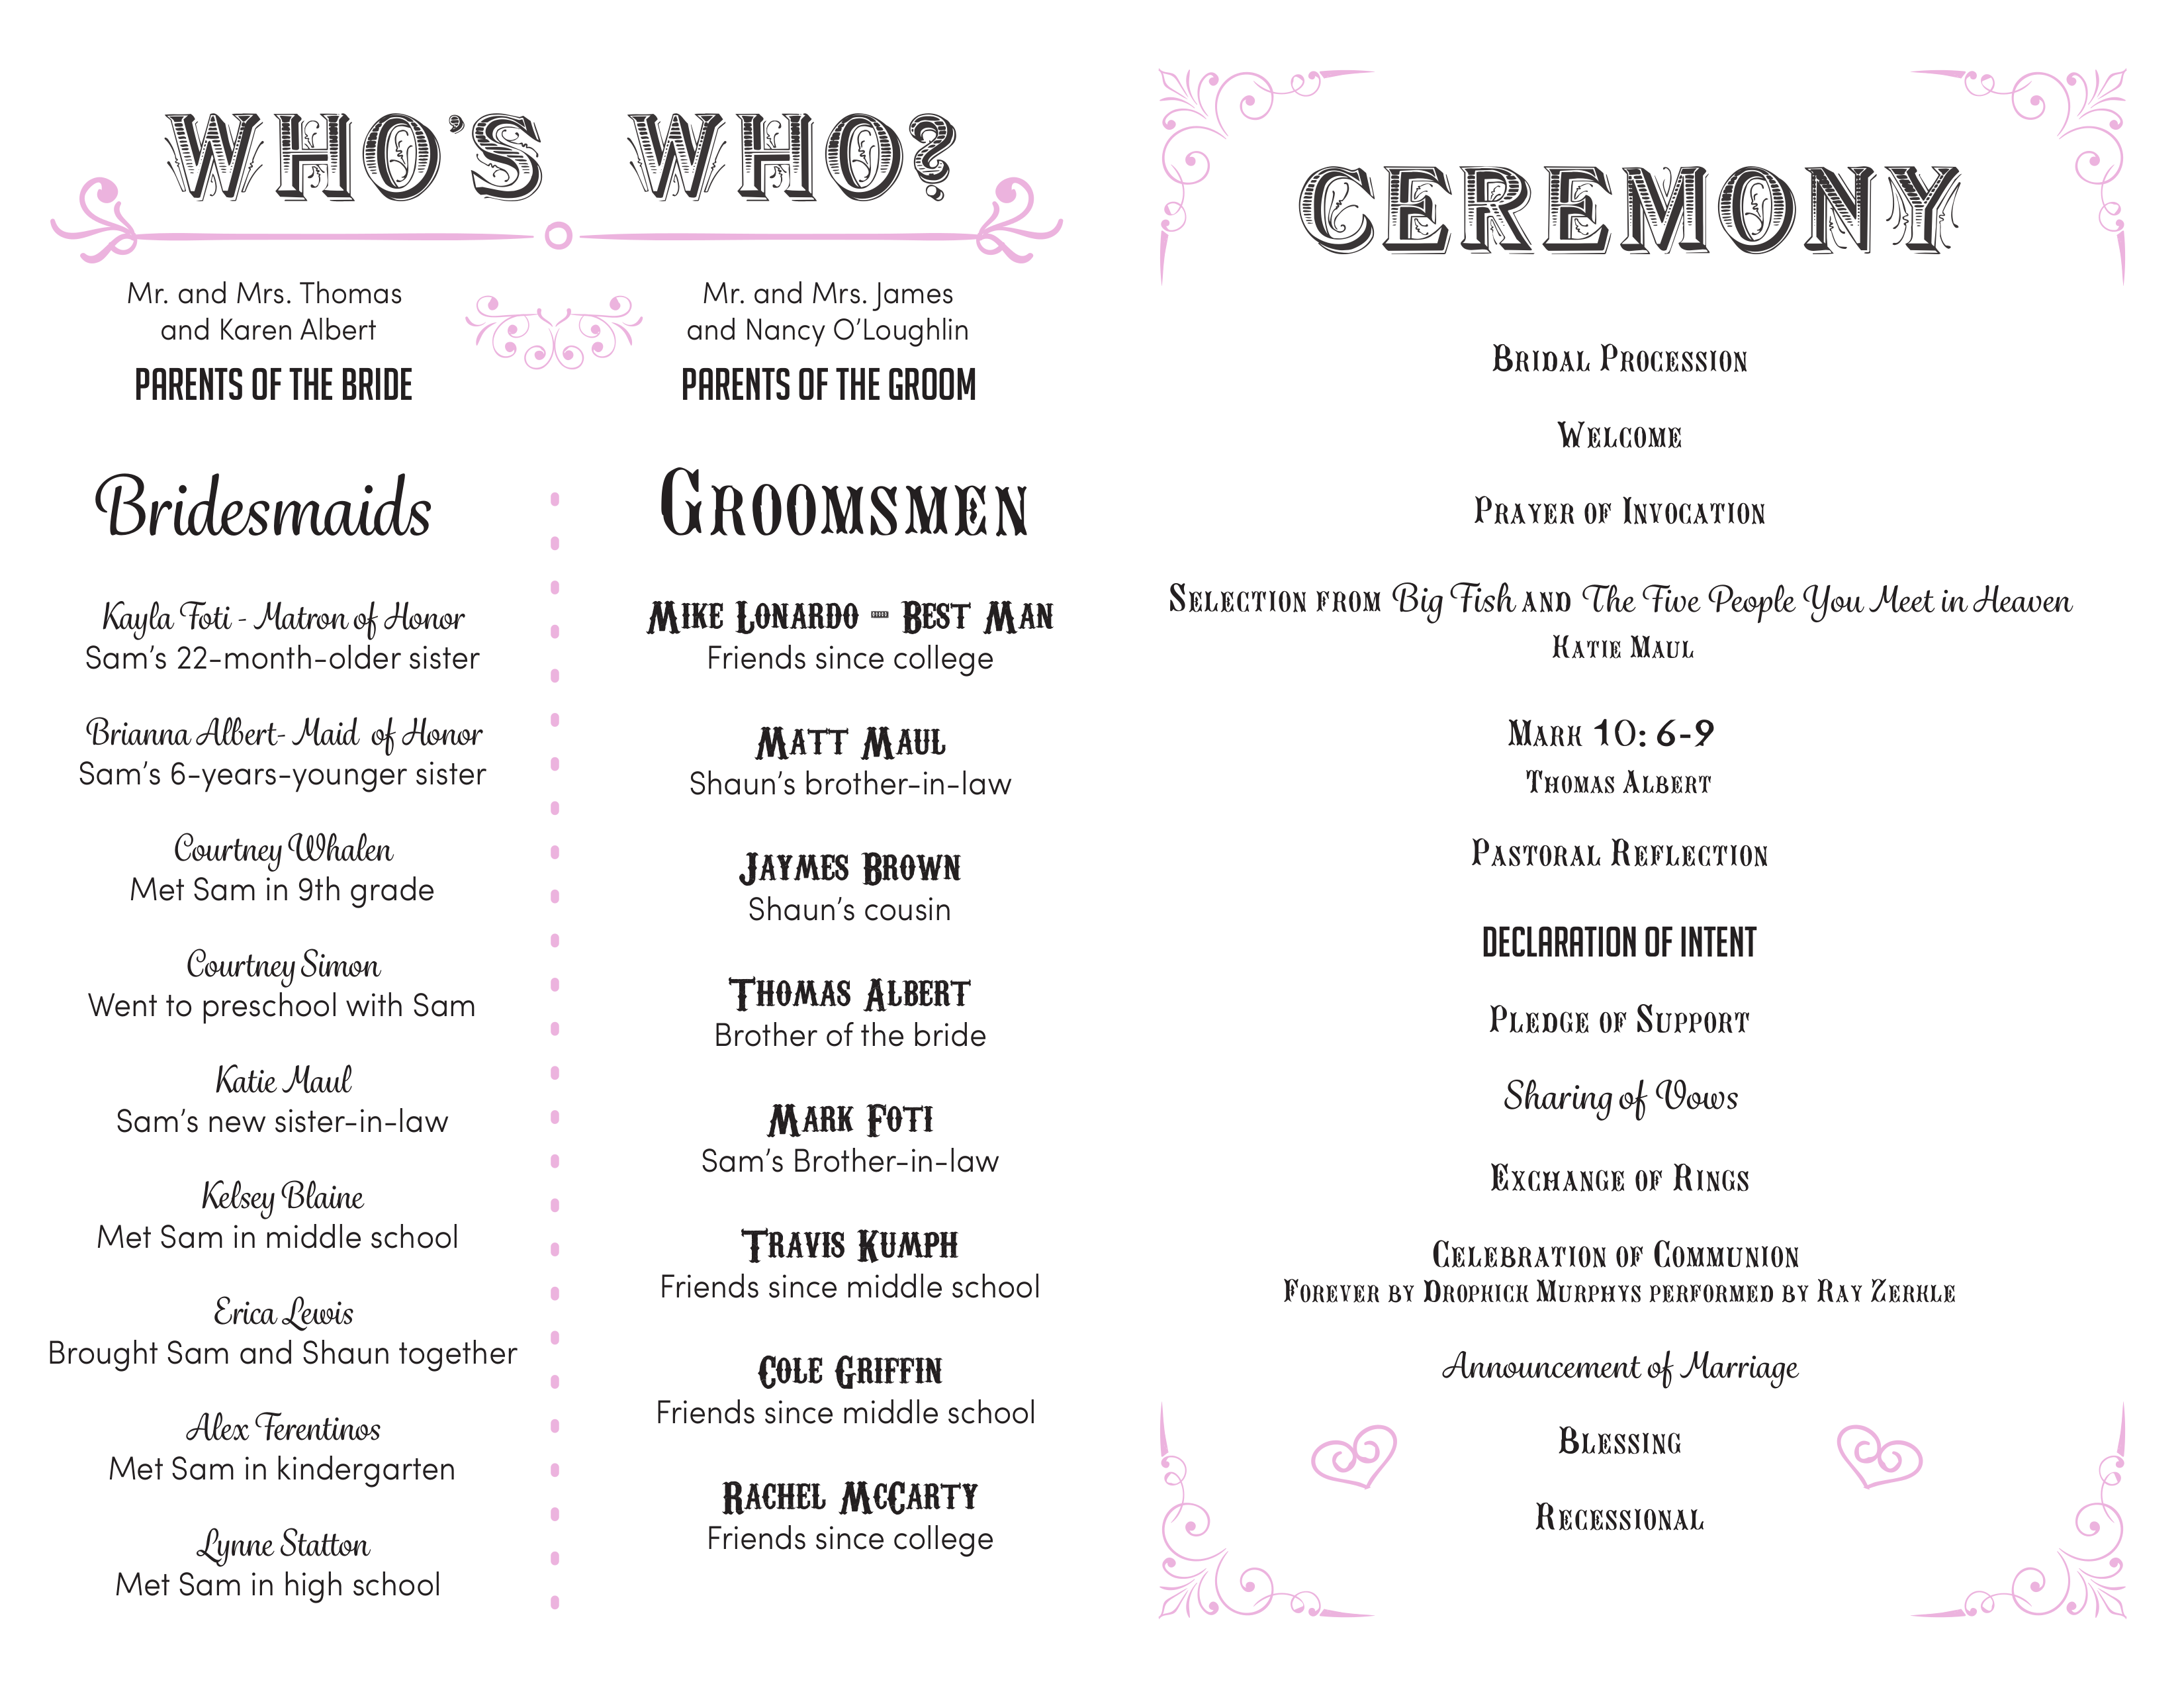 WHO'S WHO?
Mr. and Mrs. Thomas
and Karen Albert
PARENTS OF THE BRIDE
Mr. and Mrs. James
and Nancy O'Loughlin
PARENTS OF THE GROOM
Bridesmaids
Kayla Foti - Matron of Honor
Sam's 22-month-older sister
Brianna Albert- Maid of Honor
Sam's 6-years-younger sister
Courtney Whalen
Met Sam in 9th grade
Courtney Simon
Went to preschool with Sam
Katie Maul
Sam's new sister-in-law
Kelsey Blaine
Met Sam in middle school
Erica Lewis
Brought Sam and Shaun together
Alex Ferentinos
Met Sam in kindergarten
Lynne Statton
Met Sam in high school
Groomsmen
Mike Lonardo - Best Man
Friends since college
Matt Maul
Shaun's brother-in-law
Jaymes Brown
Shaun's cousin
Thomas Albert
Brother of the bride
Mark Foti
Sam's Brother-in-law
Travis Kumph
Friends since middle school
Cole Griffin
Friends since middle school
Rachel McCarty
Friends since college
CEREMONY
Bridal Procession
Welcome
Prayer of Invocation
Selection from Big Fish and The Five People You Meet in Heaven
Katie Maul
Mark 10: 6-9
Thomas Albert
Pastoral Reflection
DECLARATION OF INTENT
Pledge of Support
Sharing of Vows
Exchange of Rings
Celebration of Communion
Forever by Dropkick Murphys performed by Ray Zerkle
Announcement of Marriage
Blessing
Recessional